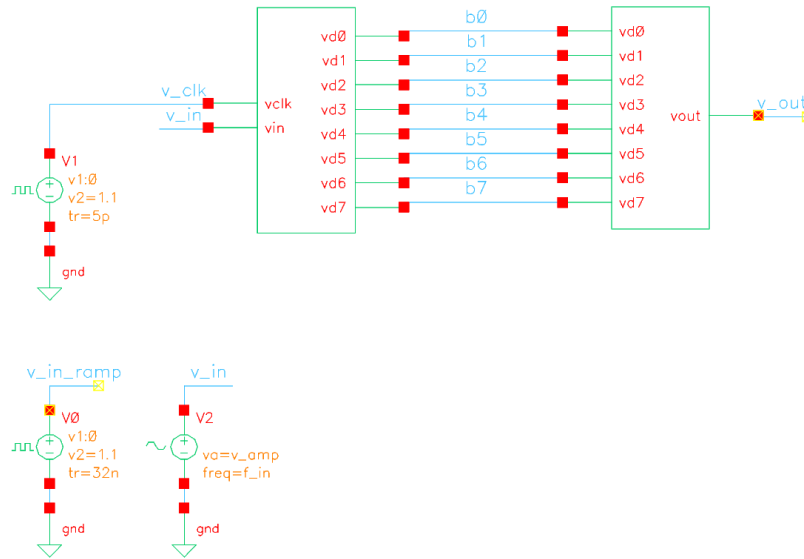 b0
b1
b2
b3
b4
b5
b6
b7
v_clk
v_in
vclk
vin
vd0
vd1
vd2
vd3
vd4
vd5
vd6
vd7
vd0
vd1
vd2
vd3
vd4
vd5
vd6
vd7
vout
v_out
V1
v1:0
v2=1.1
tr=5p
gnd
v_in_ramp
V0
v1:0
v2=1.1
tr=32n
gnd
v_in
V2
va=v_amp
freq=f_in
gnd